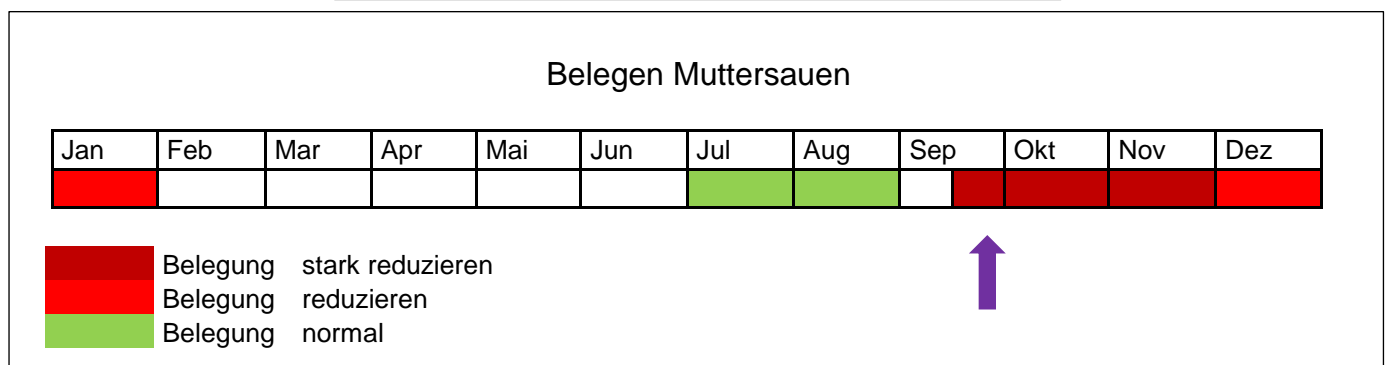 Belegen Muttersauen
Jan Feb Mar Apr Mai Jun Jul Aug Sep Okt Nov Dez
Belegung stark reduzieren
Belegung reduzieren
Belegung normal